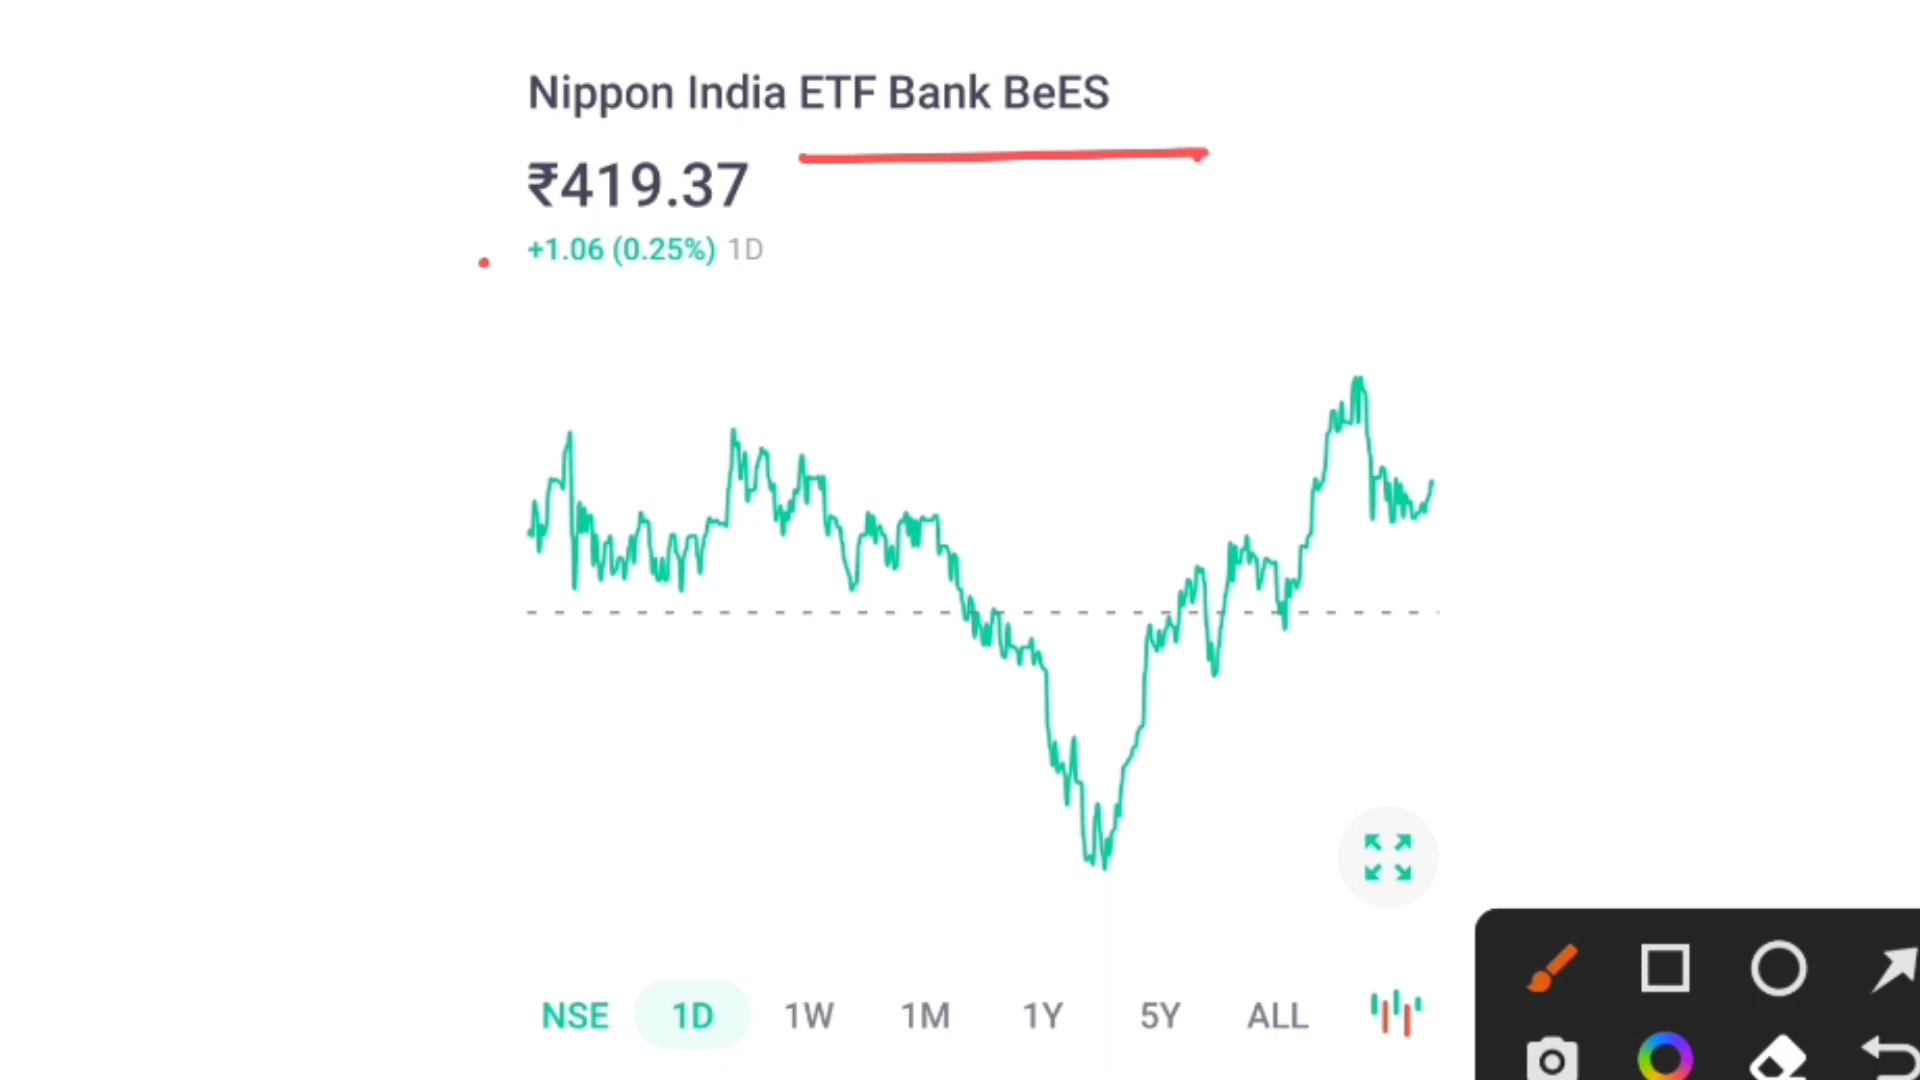 Nippon India ETF Bank BeES
₹419.37
+1.06 (0.25%) 1D
NSE 1D 1W 1M 1Y 5Y ALL